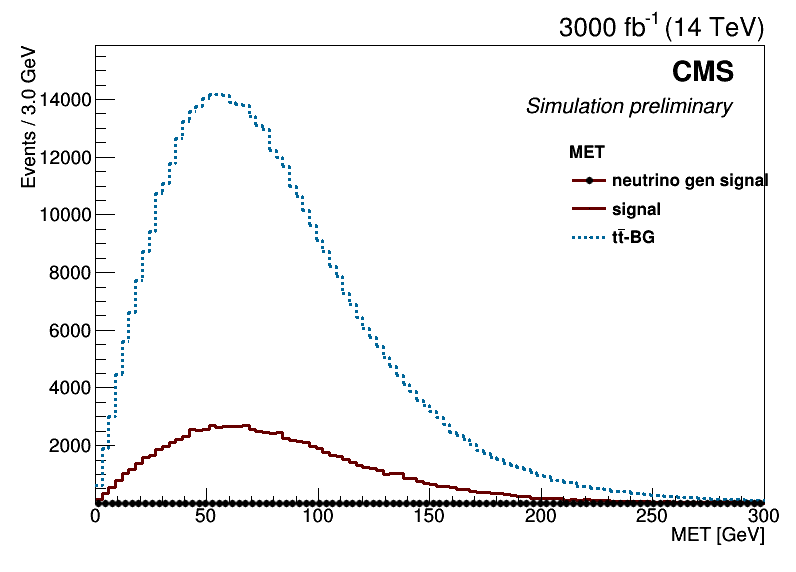 3000 fb⁻¹ (14 TeV)
CMS
Simulation preliminary
Events / 3.0 GeV
14000
12000
10000
8000
6000
4000
2000
MET
neutrino gen signal
signal
tt̄-BG
0 50 100 150 200 250 300
MET [GeV]